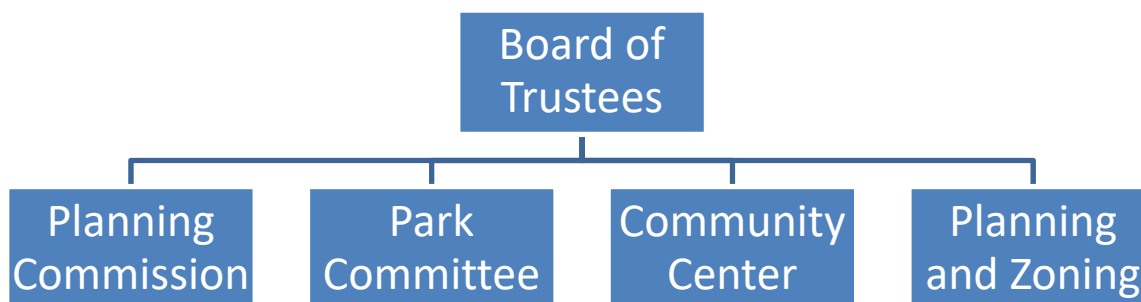 Board of
Trustees
Planning
Commission
Park
Committee
Community
Center
Planning
and Zoning